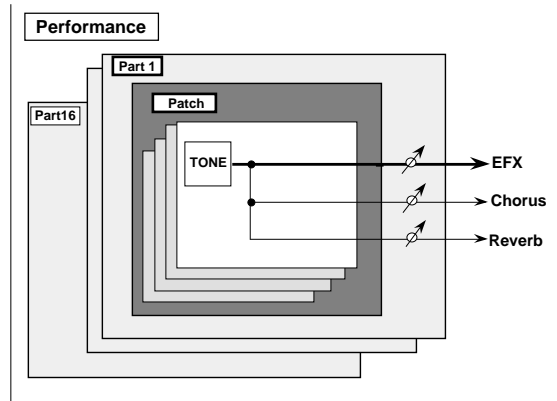 Performance
Part 1
Patch
Part16
TONE
EFX
Chorus
Reverb